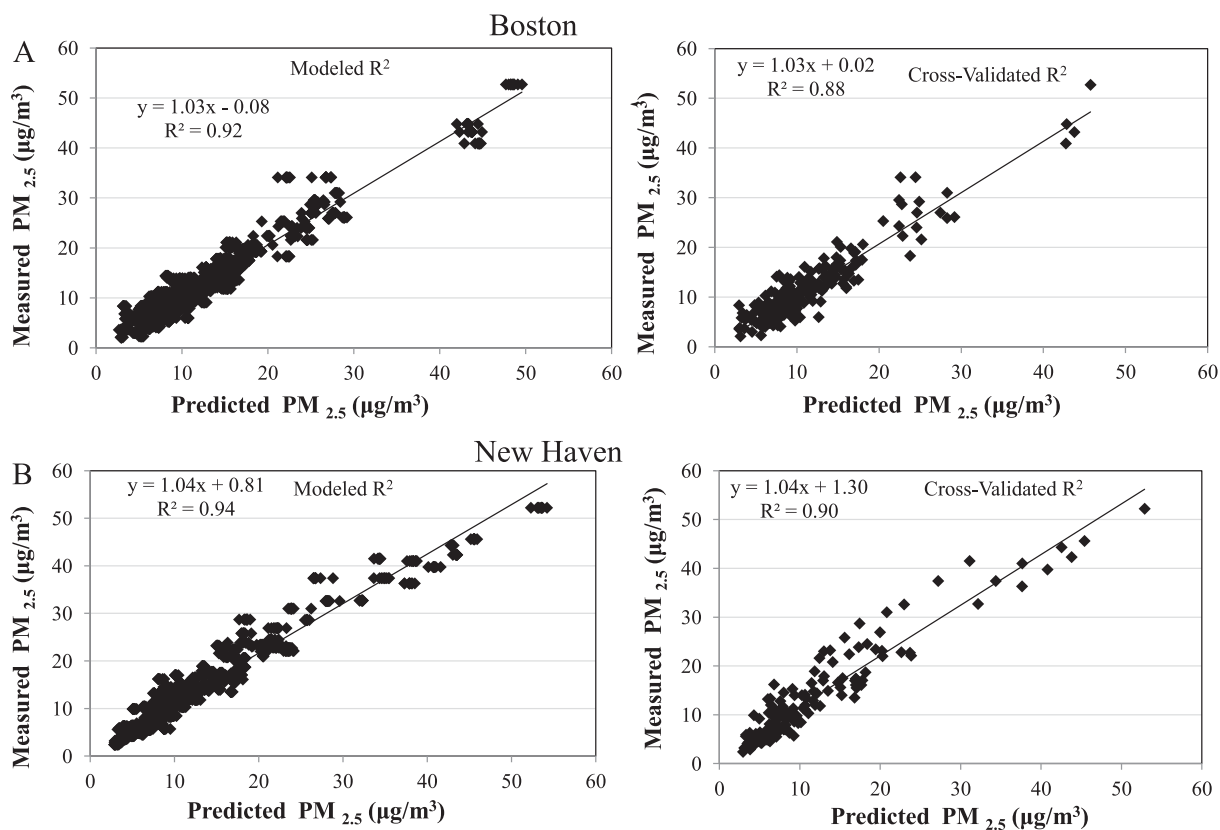 Boston
A
Modeled R²
y = 1.03x - 0.08
R² = 0.92
Measured PM 2.5 (µg/m³)
60
50
40
30
20
10
0
0 10 20 30 40 50 60
Predicted PM 2.5 (µg/m³)
y = 1.03x + 0.02
R² = 0.88
Cross-Validated R²
Measured PM 2.5 (µg/m³)
60
50
40
30
20
10
0
0 10 20 30 40 50 60
Predicted PM 2.5 (µg/m³)
New Haven
B
y = 1.04x + 0.81
R² = 0.94
Modeled R²
Measured PM 2.5 (µg/m³)
60
50
40
30
20
10
0
0 10 20 30 40 50 60
Predicted PM 2.5 (µg/m³)
y = 1.04x + 1.30
R² = 0.90
Cross-Validated R²
Measured PM 2.5 (µg/m³)
60
50
40
30
20
10
0
0 10 20 30 40 50 60
Predicted PM 2.5 (µg/m³)